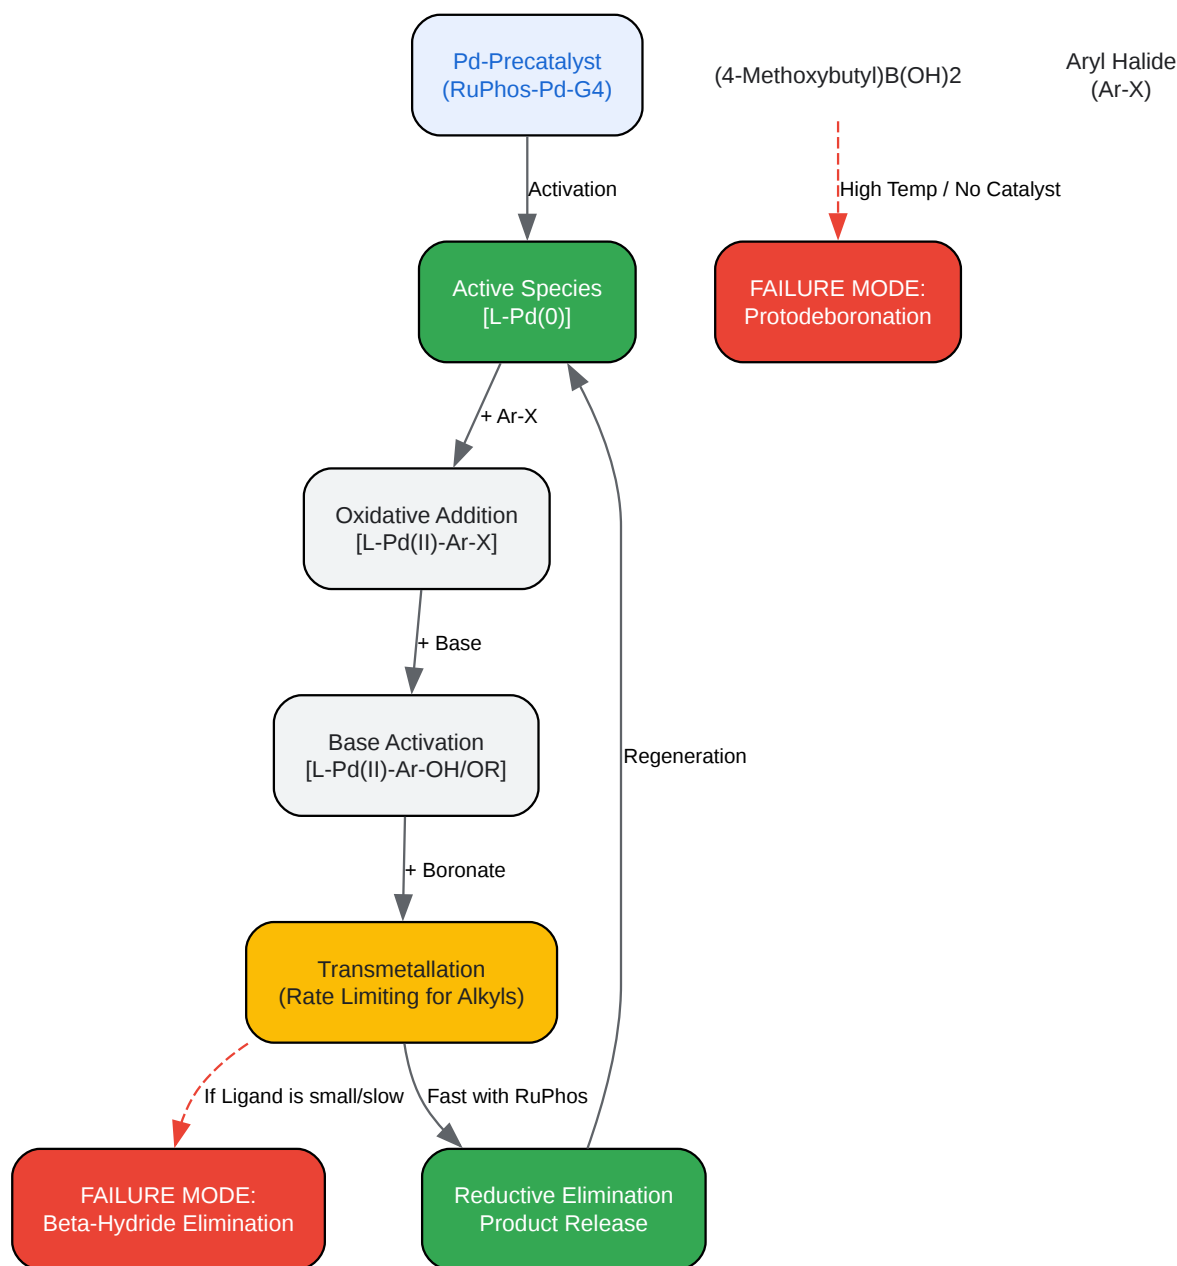 Pd-Precatalyst
(RuPhos-Pd-G4)
(4-Methoxybutyl)B(OH)2
Aryl Halide
(Ar-X)
Activation
High Temp / No Catalyst
Active Species
[L-Pd(0)]
FAILURE MODE:
Protodeboronation
+ Ar-X
Oxidative Addition
[L-Pd(II)-Ar-X]
+ Base
Base Activation
[L-Pd(II)-Ar-OH/OR]
Regeneration
+ Boronate
Transmetallation
(Rate Limiting for Alkyls)
If Ligand is small/slow
Fast with RuPhos
FAILURE MODE:
Beta-Hydride Elimination
Reductive Elimination
Product Release